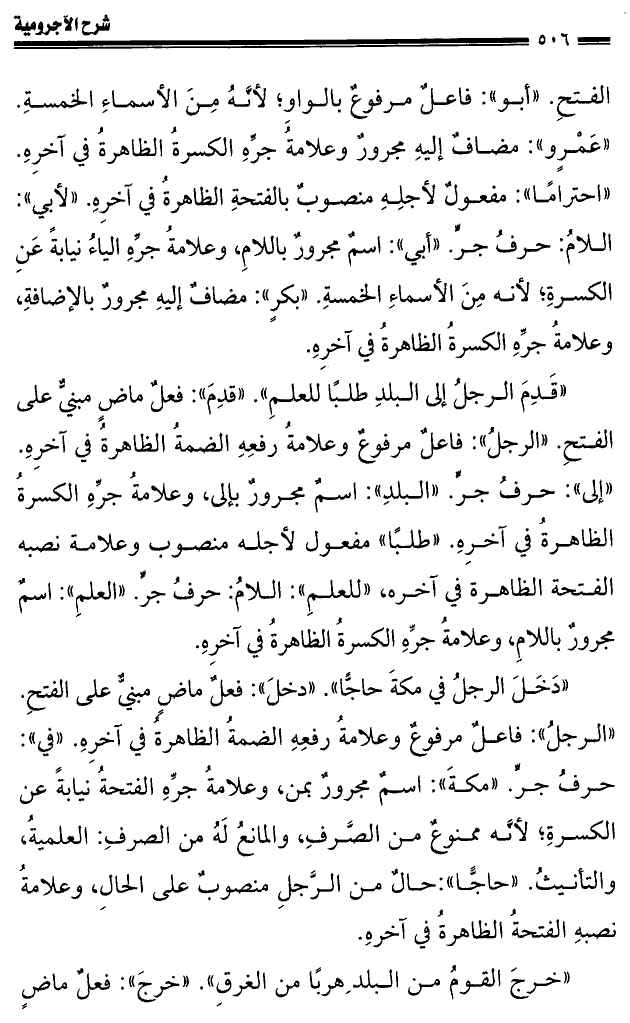 شرح الآجرومية
٥٠٦
الفتح. «أبو»: فاعلٌ مرفوعٌ بالواو؛ لأنَّهُ مِنَ الأسماءِ الخمسةِ.
«عَمْرٍو»: مضافٌ إليهِ مجرورٌ وعلامةُ جرِّه الكسرةُ الظاهرةُ في آخرِهِ.
«احترامًا»: مفعولٌ لأجلِهِ منصوبٌ بالفتحةِ الظاهرةُ في آخرِهِ. «لأبي»:
اللامُ: حرفُ جرٍّ. «أبي»: اسمٌ مجرورٌ باللامِ، وعلامةُ جرِّهِ الياءُ نيابةً عَنِ
الكسرةِ؛ لأنه مِنَ الأسماءِ الخمسةِ. «بكرٍ»: مضافٌ إليهِ مجرورٌ بالإضافةِ،
وعلامةُ جرِّهِ الكسرةُ الظاهرةُ في آخرِهِ.
«قَدِمَ الرجلُ إلى البلدِ طلبًا للعلمِ». «قدِمَ»: فعلٌ ماضٍ مبنيٌّ على
الفتحِ. «الرجلُ»: فاعلٌ مرفوعٌ وعلامةُ رفعِهِ الضمةُ الظاهرةُ في آخرِهِ.
«إلى»: حرفُ جرٍّ. «البلدِ»: اسمٌ مجرورٌ بإلى، وعلامةُ جرِّهِ الكسرةُ
الظاهرةُ في آخرِهِ. «طلبًا» مفعول لأجله منصوب وعلامة نصبه
الفتحة الظاهرة في آخره، «للعلمِ»: اللامُ: حرفُ جرٍّ. «العلمِ»: اسمٌ
مجرورٌ باللامِ، وعلامةُ جرِّهِ الكسرةُ الظاهرةُ في آخرِهِ.
«دَخَلَ الرجلُ في مكةَ حاجًّا». «دخلَ»: فعلٌ ماضٍ مبنيٌّ على الفتحِ.
«الرجلُ»: فاعلٌ مرفوعٌ وعلامةُ رفعِهِ الضمةُ الظاهرةُ في آخرِهِ. «في»:
حرفُ جرٍّ. «مكةَ»: اسمٌ مجرورٌ بمن، وعلامةُ جرِّهِ الفتحةُ نيابةً عن
الكسرةِ؛ لأنَّه ممنوعٌ من الصَّرفِ، والمانعُ لَهُ من الصرفِ: العلميةُ،
والتأنيثُ. «حاجًّا»:حالٌ من الرَّجلِ منصوبٌ على الحالِ، وعلامةُ
نصبهِ الفتحةُ الظاهرةُ في آخرِهِ.
«خرجَ القومُ من البلدِ هربًا من الغرقِ». «خرجَ»: فعلٌ ماضٍ